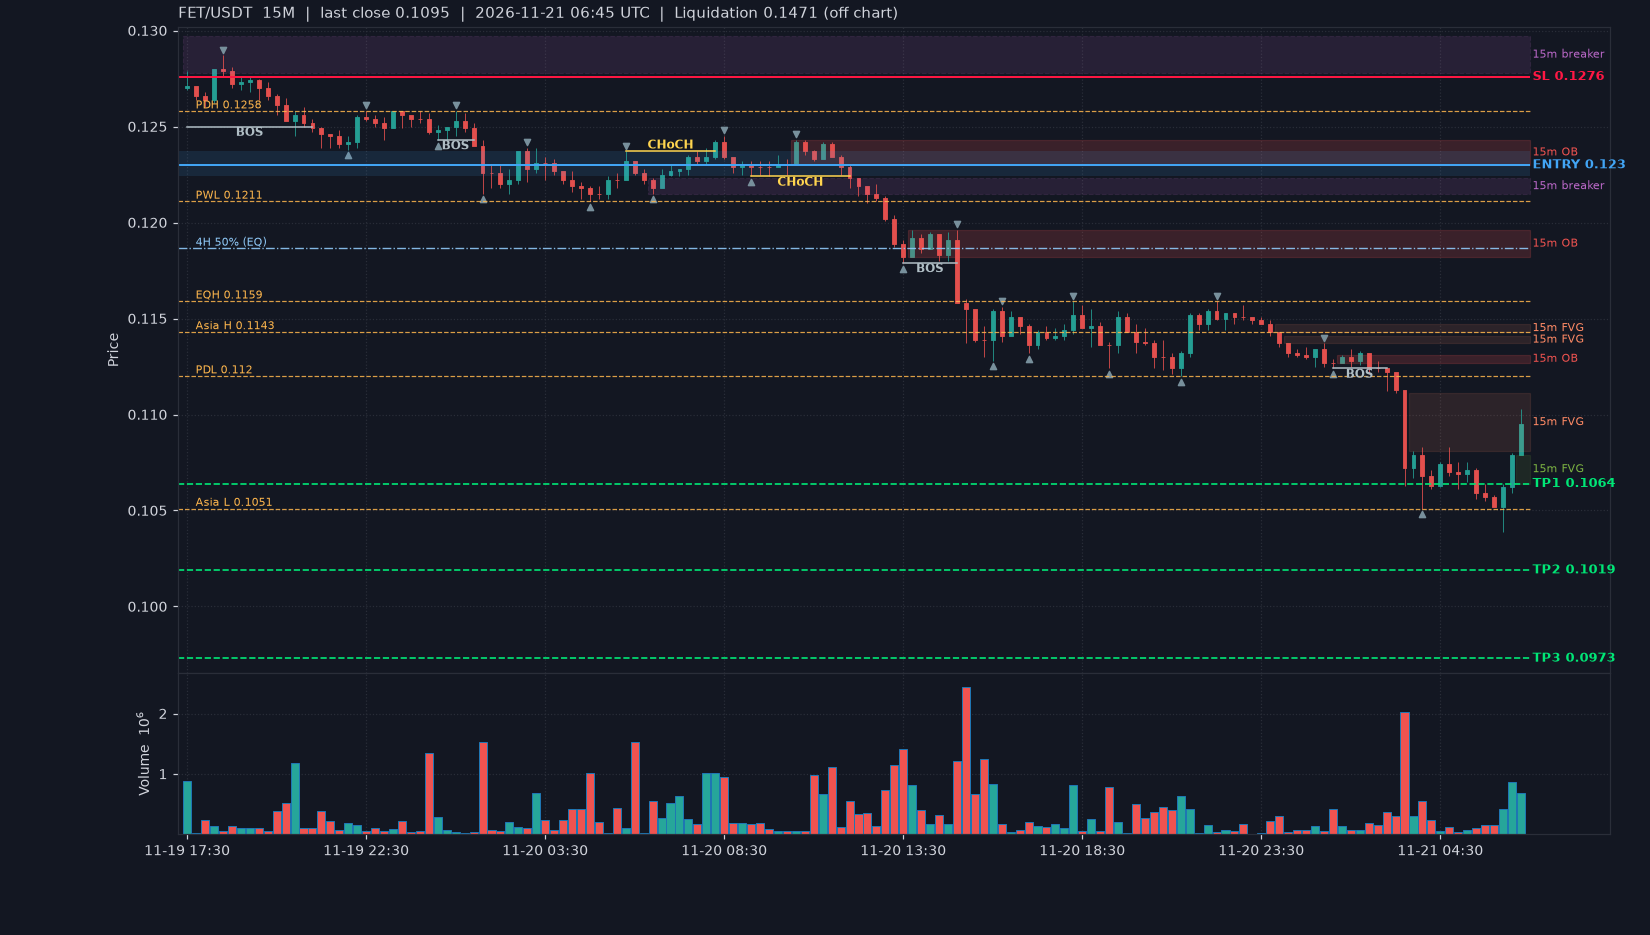 FET/USDT 15M | last close 0.1095 | 2026-11-21 06:45 UTC | Liquidation 0.1471 (off chart)
0.130
15m breaker
SL 0.1276
PDH 0.1258
0.125
BOS
BOS
CHoCH
15m OB
ENTRY 0.123
CHoCH
15m breaker
PWL 0.1211
0.120
4H 50% (EQ)
15m OB
BOS
EQH 0.1159
0.115
Asia H 0.1143
15m FVG
15m FVG
Price
15m OB
PDL 0.112
BOS
0.110
15m FVG
15m FVG
TP1 0.1064
Asia L 0.1051
0.105
TP2 0.1019
0.100
TP3 0.0973
Volume 10⁶
2
1
11-19 17:30
11-19 22:30
11-20 03:30
11-20 08:30
11-20 13:30
11-20 18:30
11-20 23:30
11-21 04:30